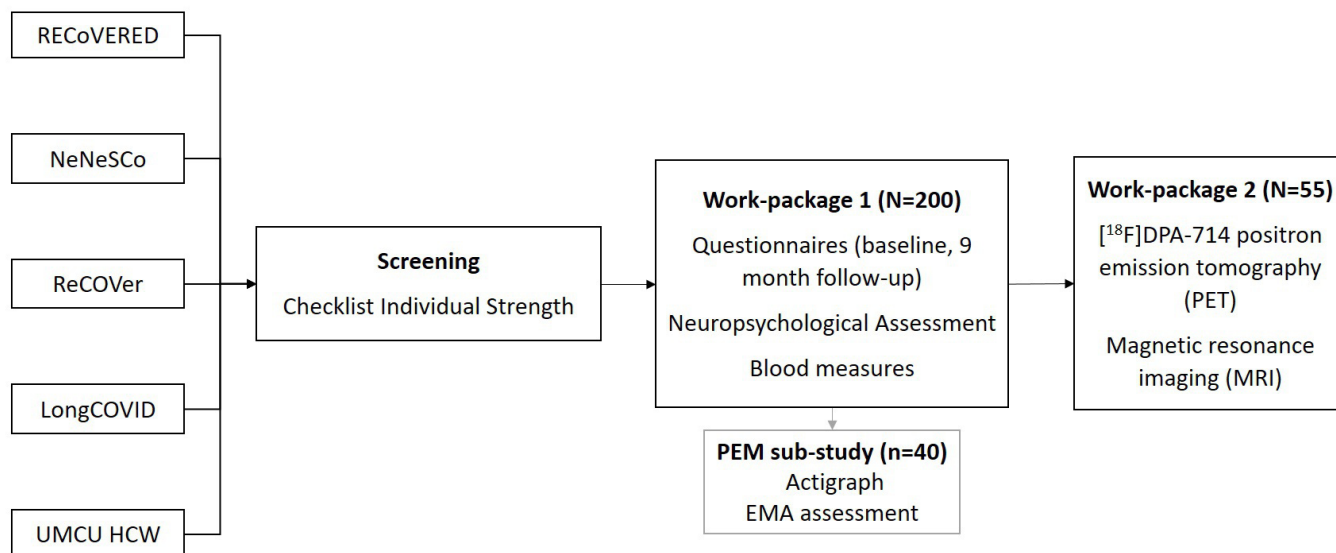 RECoVERED
NeNeSCo
ReCOVer
LongCOVID
UMCU HCW
Screening
Checklist Individual Strength
Work-package 1 (N=200)
Questionnaires (baseline, 9
month follow-up)
Neuropsychological Assessment
Blood measures
PEM sub-study (n=40)
Actigraph
EMA assessment
Work-package 2 (N=55)
[¹⁸F]DPA-714 positron
emission tomography
(PET)
Magnetic resonance
imaging (MRI)